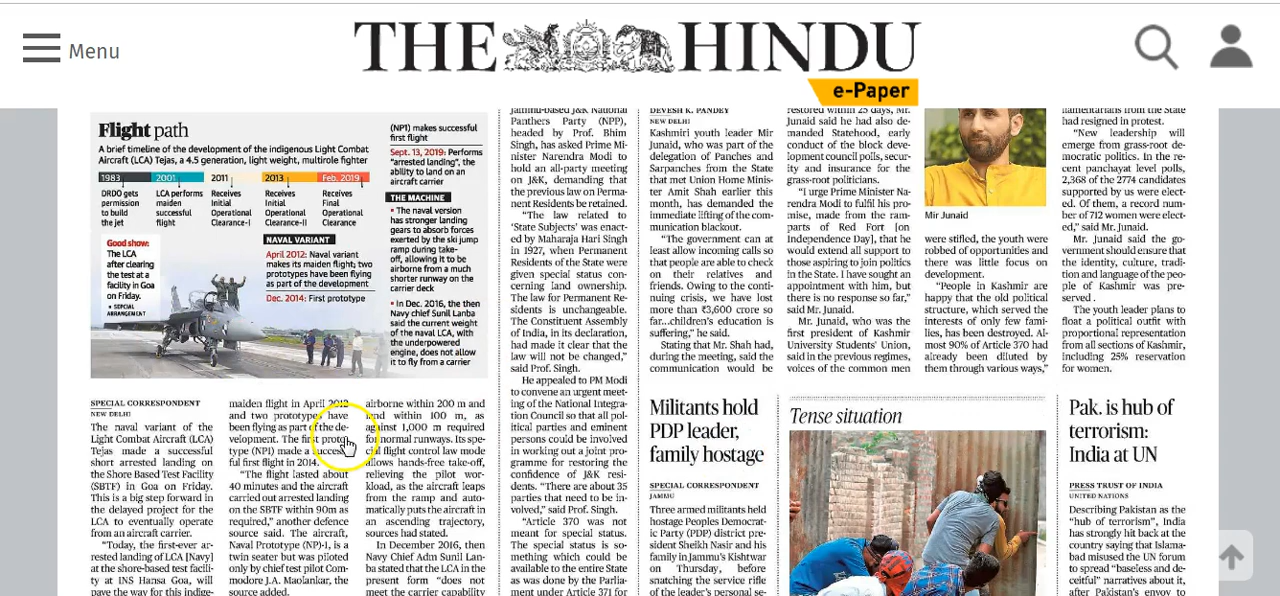 Menu
THE HINDU
e-Paper
Flight path
A brief timeline of the development of the indigenous Light Combat
Aircraft (LCA) Tejas, a 4.5 generation, light weight, multirole fighter
1983
DRDO gets
permission
to build
the jet
2001
LCA performs
maiden
successful
flight
2011
Receives
Initial
Operational
Clearance-I
2013
Receives
Initial
Operational
Clearance-II
Feb. 2019
Receives
Final
Operational
Clearance
Good show:
The LCA
after clearing
the test at a
facility in Goa
on Friday.
• SPECIAL
ARRANGEMENT
NAVAL VARIANT
April 2012: Naval variant
makes its maiden flight; two
prototypes have been flying
as part of the development
Dec. 2014: First prototype
(NP1) makes successful
first flight
Sept. 13, 2019: Performs
"arrested landing", the
ability to land on an
aircraft carrier
THE MACHINE
• The naval version
has stronger landing
gears to absorb forces
exerted by the ski jump
ramp during take-
off, allowing it to be
airborne from a much
shorter runway on the
carrier deck
• In Dec. 2016, the then
Navy chief Sunil Lanba
said the current weight
of the naval LCA, with
the underpowered
engine, does not allow
it to fly from a carrier
SPECIAL CORRESPONDENT
NEW DELHI
The naval variant of the
Light Combat Aircraft (LCA)
Tejas made a successful
short arrested landing on
the Shore Based Test Facility
(SBTF) in Goa on Friday.
This is a big step forward in
the delayed project for the
LCA to eventually operate
from an aircraft carrier.
"Today, the first-ever ar-
rested landing of LCA [Navy]
at the shore-based test facili-
ty at INS Hansa Goa, will
pave the way for this indige-
maiden flight in April 2012
and two prototypes have
been flying as part of the de-
velopment. The first proto-
type (NP1) made a success-
ful first flight in 2014.
"The flight lasted about
40 minutes and the aircraft
carried out arrested landing
on the SBTF within 90m as
required," another defence
source said. The aircraft,
Naval Prototype (NP)-1, is a
twin seater but was piloted
only by chief test pilot Com-
modore J.A. Maolankar, the
source added.
airborne within 200 m and
land within 100 m, as
against 1,000 m required
for normal runways. Its spe-
cial flight control law mode
allows hands-free take-off,
relieving the pilot wor-
kload, as the aircraft leaps
from the ramp and auto-
matically puts the aircraft in
an ascending trajectory,
sources had stated.
In December 2016, then
Navy Chief Adm Sunil Lan-
ba stated that the LCA in the
present form "does not
meet the carrier capability
Jammu-based J&K National
Panthers Party (NPP),
headed by Prof. Bhim
Singh, has asked Prime Mi-
nister Narendra Modi to
hold an all-party meeting
on J&K, demanding that
the previous law on Perma-
nent Residents be retained.
"The law related to
'State Subjects' was enact-
ed by Maharaja Hari Singh
in 1927, when Permanent
Residents of the State were
given special status con-
cerning land ownership.
The law for Permanent Re-
sidents is unchangeable.
The Constituent Assembly
of India, in its declaration,
had made it clear that the
law will not be changed,"
said Prof. Singh.
He appealed to PM Modi
to convene an urgent meet-
ing of the National Integra-
tion Council so that all pol-
itical parties and eminent
persons could be involved
in working out a joint pro-
gramme for restoring the
confidence of J&K resi-
dents. "There are about 35
parties that need to be in-
volved," said Prof. Singh.
"Article 370 was not
meant for special status.
The special status is so-
mething which could be
available to the entire State
as was done by the Parlia-
ment under Article 371 for
DEVESH K. PANDEY
NEW DELHI
Kashmiri youth leader Mir
Junaid, who was part of the
delegation of Panches and
Sarpanches from the State
that met Union Home Minis-
ter Amit Shah earlier this
month, has demanded the
immediate lifting of the com-
munication blackout.
"The government can at
least allow incoming calls so
that people are able to check
on their relatives and
friends. Owing to the conti-
nuing crisis, we have lost
more than ₹3,600 crore so
far...children's education is
suffering," he said.
Stating that Mr. Shah had,
during the meeting, said the
communication would be
restored within 25 days, Mr.
Junaid said he had also de-
manded Statehood, early
conduct of the block deve-
lopment council polls, secur-
ity and insurance for the
grass-root politicians.
"I urge Prime Minister Na-
rendra Modi to fulfil his pro-
mise, made from the ram-
parts of Red Fort [on
Independence Day], that he
would extend all support to
those aspiring to join politics
in the State. I have sought an
appointment with him, but
there is no response so far,"
said Mr. Junaid.
Mr. Junaid, who was the
first president of Kashmir
University Students' Union,
said in the previous regimes,
voices of the common men
Mir Junaid
were stifled, the youth were
robbed of opportunities and
there was little focus on
development.
"People in Kashmir are
happy that the old political
structure, which served the
interests of only few fami-
lies, has been destroyed. Al-
most 90% of Article 370 had
already been diluted by
them through various ways,"
liamentarians from the State
had resigned in protest.
"New leadership will
emerge from grass-root de-
mocratic politics. In the re-
cent panchayat level polls,
2,368 of the 2774 candidates
supported by us were elect-
ed. Of them, a record num-
ber of 712 women were elect-
ed," said Mr. Junaid.
Mr. Junaid said the go-
vernment should ensure that
the identity, culture, tradi-
tion and language of the peo-
ple of Kashmir was pre-
served .
The youth leader plans to
float a political outfit with
proportional representation
from all sections of Kashmir,
including 25% reservation
for women.
Militants hold
PDP leader,
family hostage
SPECIAL CORRESPONDENT
JAMMU
Three armed militants held
hostage Peoples Democrat-
ic Party (PDP) district pre-
sident Sheikh Nasir and his
family in Jammu's Kishtwar
on Thursday, before
snatching the service rifle
of the leader's personal se-
Tense situation
Pak. is hub of
terrorism:
India at UN
PRESS TRUST OF INDIA
UNITED NATIONS
Describing Pakistan as the
"hub of terrorism", India
has strongly hit back at the
country saying that Islama-
bad misused the UN forum
to spread "baseless and de-
ceitful" narratives about it,
after Pakistan's envoy to